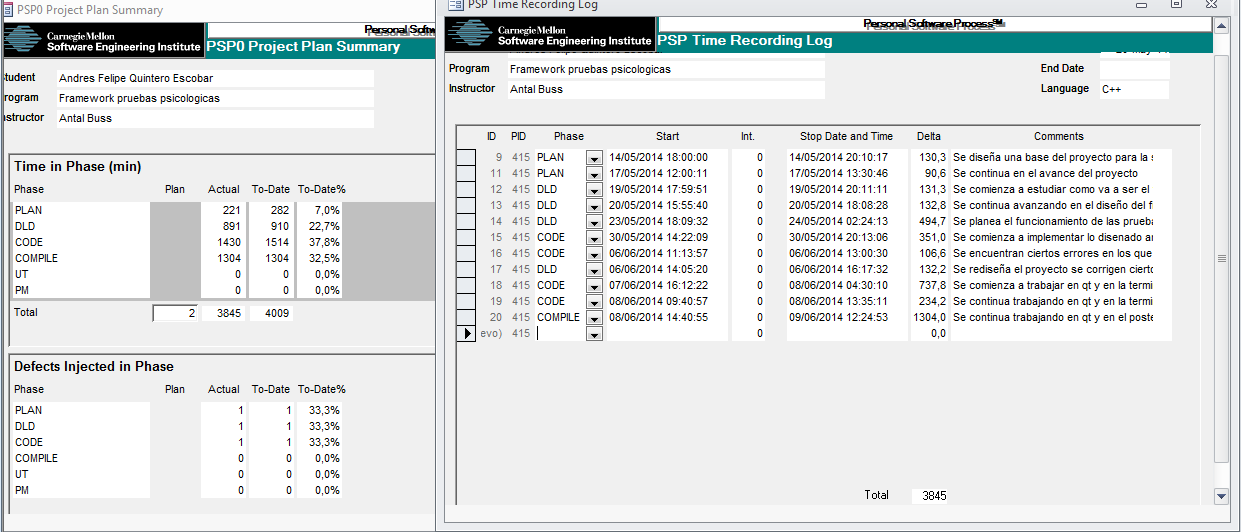 PSP0 Project Plan Summary
Carnegie Mellon
Software Engineering Institute
Personal Softw
PSP0 Project Plan Summary
tudent Andres Felipe Quintero Escobar
rogram Framework pruebas psicologicas
structor Antal Buss
Time in Phase (min)
Phase Plan Actual To-Date To-Date%
PLAN 221 282 7,0%
DLD 891 910 22,7%
CODE 1430 1514 37,8%
COMPILE 1304 1304 32,5%
UT 0 0 0,0%
PM 0 0 0,0%
Total 2 3845 4009
Defects Injected in Phase
Phase Plan Actual To-Date To-Date%
PLAN 1 1 33,3%
DLD 1 1 33,3%
CODE 1 1 33,3%
COMPILE 0 0 0,0%
UT 0 0 0,0%
PM 0 0 0,0%
PSP Time Recording Log
Carnegie Mellon
Software Engineering Institute
Personal Software Process℠
PSP Time Recording Log
Program Framework pruebas psicologicas End Date
Instructor Antal Buss Language C++
ID PID Phase Start Int. Stop Date and Time Delta Comments
9 415 PLAN 14/05/2014 18:00:00 0 14/05/2014 20:10:17 130,3 Se diseña una base del proyecto para la s
11 415 PLAN 17/05/2014 12:00:11 0 17/05/2014 13:30:46 90,6 Se continua en el avance del proyecto
12 415 DLD 19/05/2014 17:59:51 0 19/05/2014 20:11:11 131,3 Se comienza a estudiar como va a ser el
13 415 DLD 20/05/2014 15:55:40 0 20/05/2014 18:08:28 132,8 Se continua avanzando en el diseño del f
14 415 DLD 23/05/2014 18:09:32 0 24/05/2014 02:24:13 494,7 Se planea el funcionamiento de las prueba
15 415 CODE 30/05/2014 14:22:09 0 30/05/2014 20:13:06 351,0 Se comienza a implementar lo disenado a
16 415 CODE 06/06/2014 11:13:57 0 06/06/2014 13:00:30 106,6 Se encuentran ciertos errores en los que
17 415 DLD 06/06/2014 14:05:20 0 06/06/2014 16:17:32 132,2 Se rediseña el proyecto se corrigen cierto
18 415 CODE 07/06/2014 16:12:22 0 08/06/2014 04:30:10 737,8 Se comienza a trabajar en qt y en la termi
19 415 CODE 08/06/2014 09:40:57 0 08/06/2014 13:35:11 234,2 Se continua trabajando en qt y en la termi
20 415 COMPILE 08/06/2014 14:40:55 0 09/06/2014 12:24:53 1304,0 Se continua trabajando en qt y en el poste
evo) 415 0 0,0
Total 3845